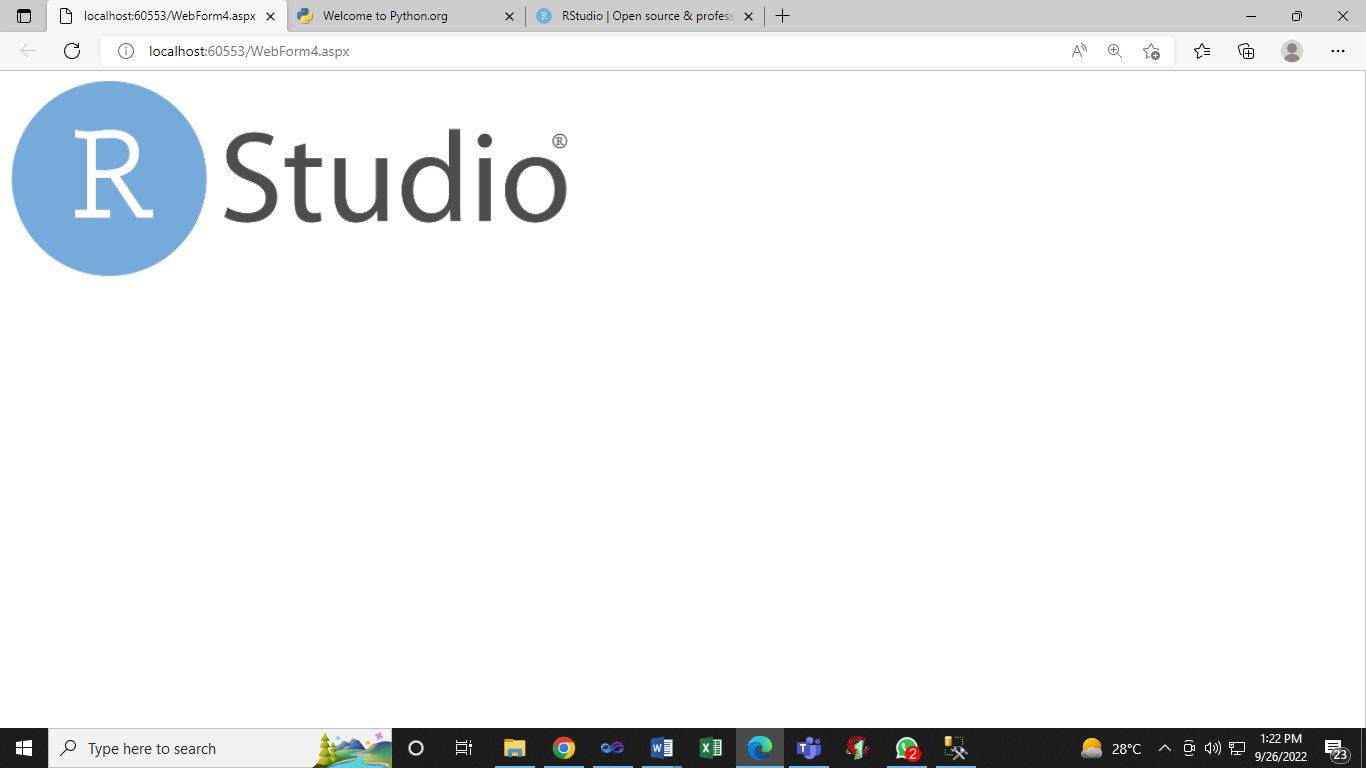 localhost:60553/WebForm4.aspx
Welcome to Python.org
RStudio | Open source & profess
localhost:60553/WebForm4.aspx
R Studio®
Type here to search
2
28°C
1:22 PM
9/26/2022
23